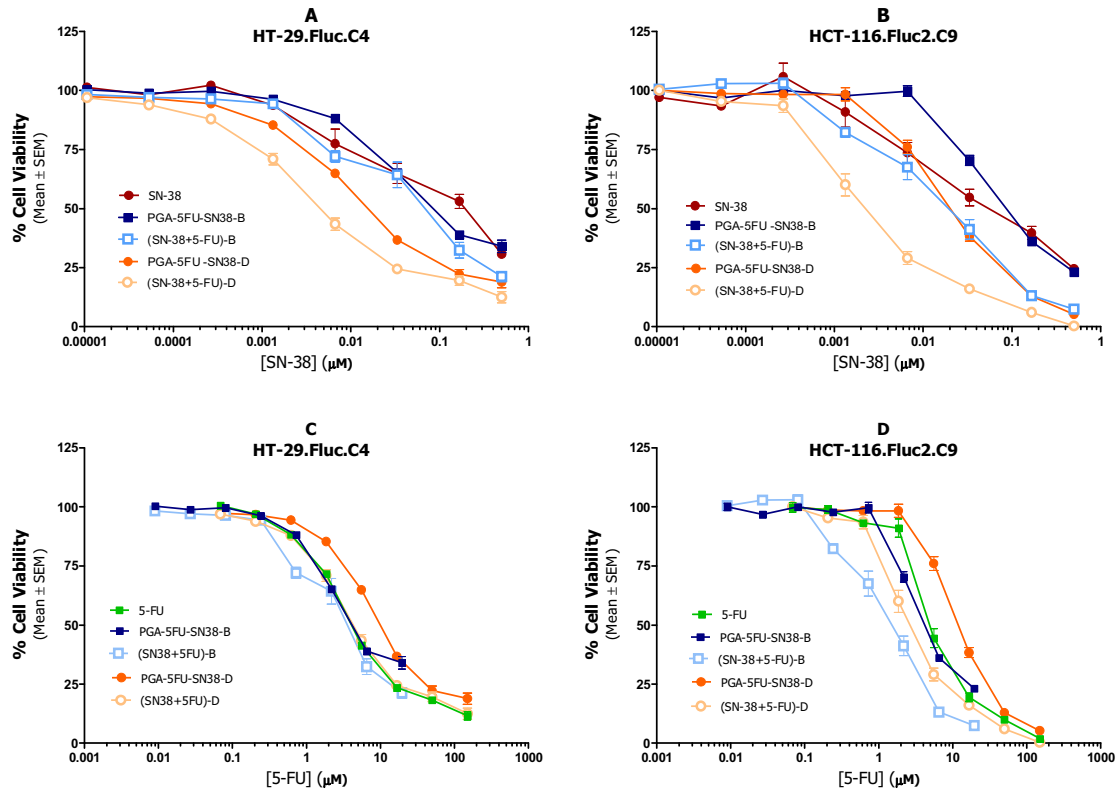 A
HT-29.Fluc.C4
125
100
75
50
25
0
% Cell Viability
(Mean ± SEM)
SN-38
PGA-5FU-SN38-B
(SN-38+5-FU)-B
PGA-5FU -SN38-D
(SN-38+5-FU)-D
0.00001 0.0001 0.001 0.01 0.1 1
[SN-38] (μM)
B
HCT-116.Fluc2.C9
125
100
75
50
25
0
% Cell Viability
(Mean ± SEM)
SN-38
PGA-5FU -SN38-B
(SN-38+5-FU)-B
PGA-5FU-SN38-D
(SN-38+5-FU)-D
0.00001 0.0001 0.001 0.01 0.1 1
[SN-38] (μM)
C
HT-29.Fluc.C4
125
100
75
50
25
0
% Cell Viability
(Mean ± SEM)
5-FU
PGA-5FU-SN38-B
(SN38+5FU)-B
PGA-5FU-SN38-D
(SN38+5FU)-D
0.001 0.01 0.1 1 10 100 1000
[5-FU] (μM)
D
HCT-116.Fluc2.C9
125
100
75
50
25
0
% Cell Viability
(Mean ± SEM)
5-FU
PGA-5FU-SN38-B
(SN-38+5-FU)-B
PGA-5FU-SN38-D
(SN-38+5-FU)-D
0.001 0.01 0.1 1 10 100 1000
[5-FU] (μM)